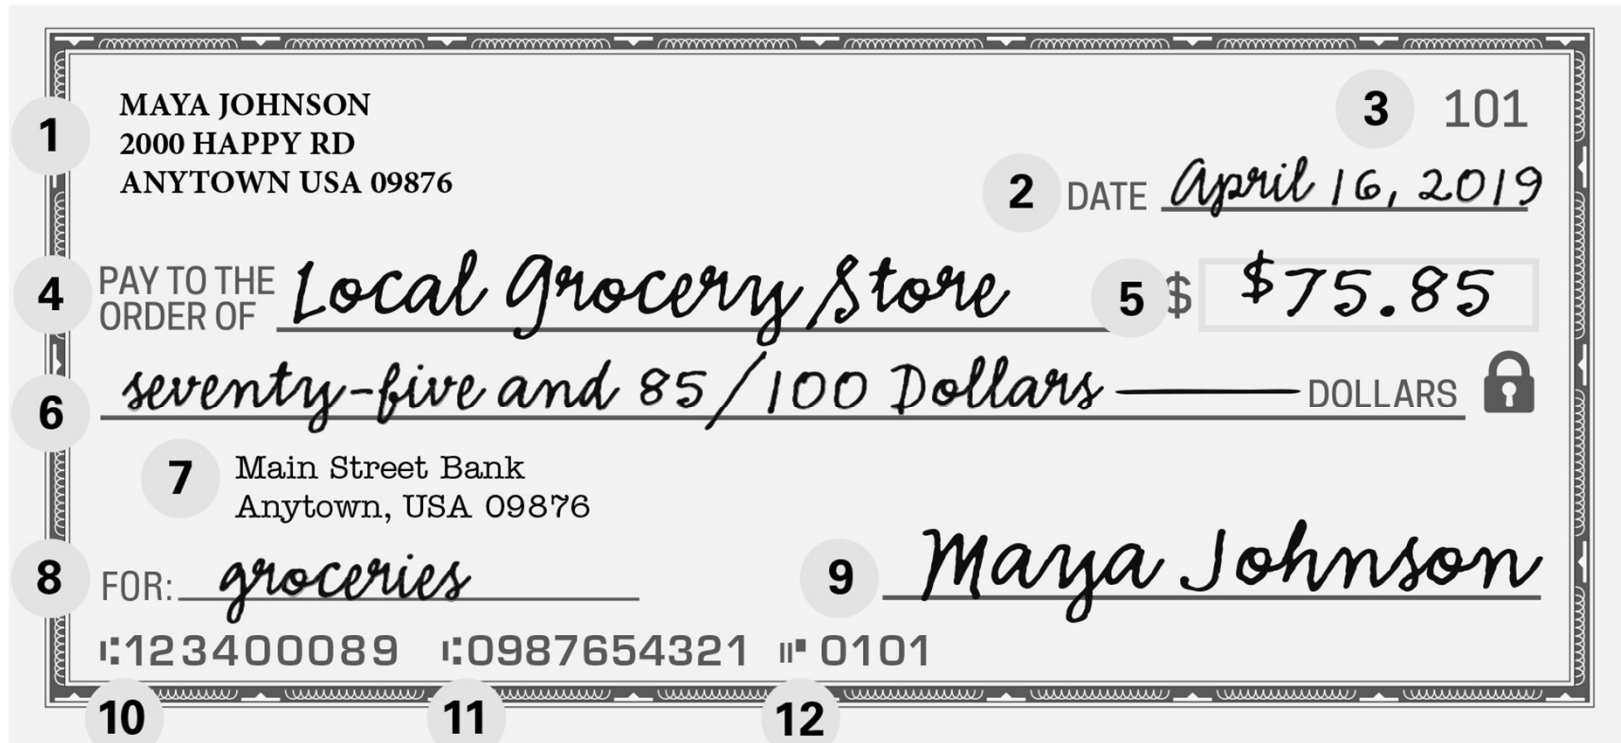 1 MAYA JOHNSON 3 101
2000 HAPPY RD
ANYTOWN USA 09876
2 DATE April 16, 2019
4 PAY TO THE
ORDER OF Local Grocery Store 5 $ $75.85
6 seventy-five and 85/100 Dollars DOLLARS
7 Main Street Bank
Anytown, USA 09876
8 FOR: groceries 9 Maya Johnson
⑆123400089 ⑆0987654321 ⑈0101
10 11 12